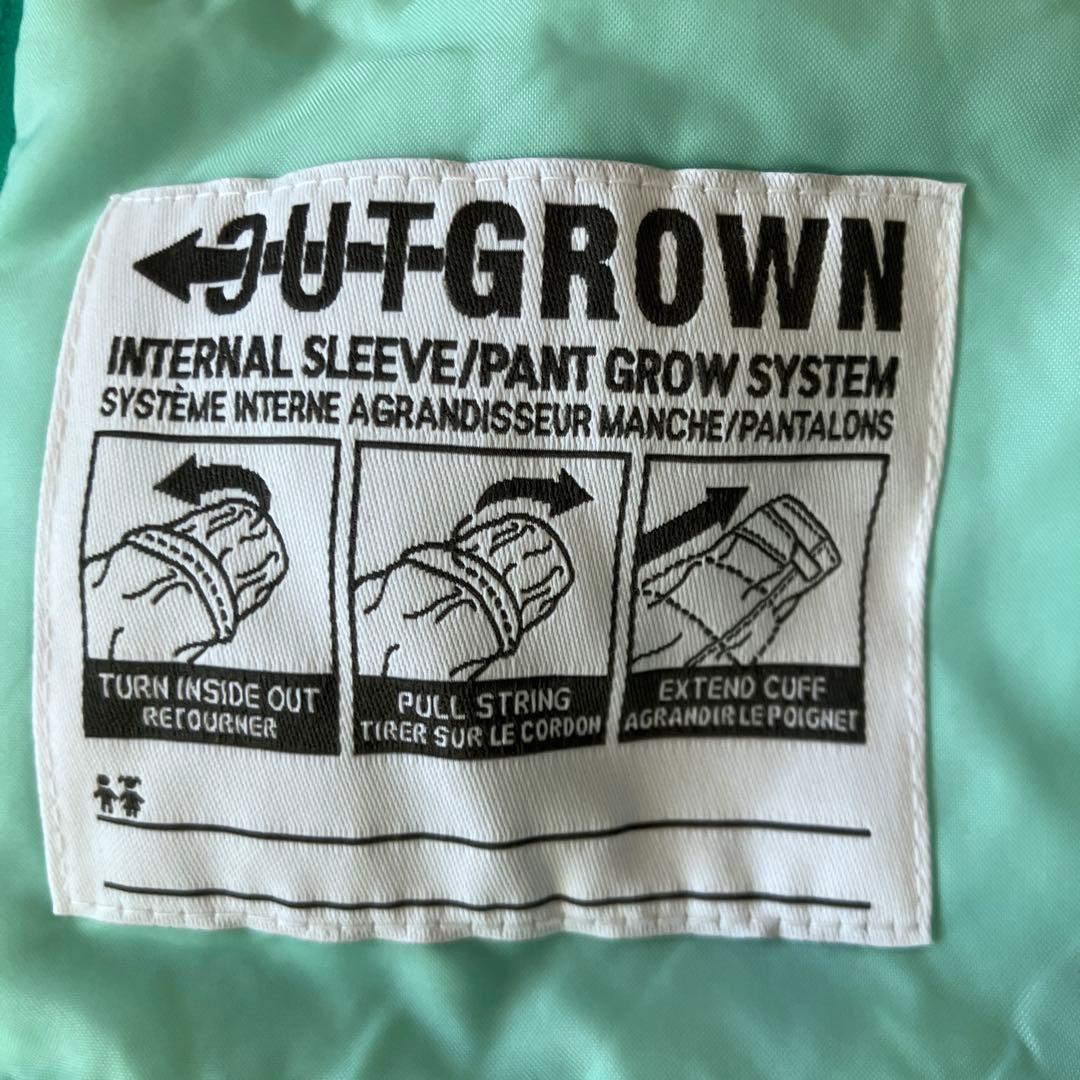 OUTGROWN
INTERNAL SLEEVE/PANT GROW SYSTEM
SYSTÈME INTERNE AGRANDISSEUR MANCHE/PANTALONS
TURN INSIDE OUT
RETOURNER
PULL STRING
TIRER SUR LE CORDON
EXTEND CUFF
AGRANDIR LE POIGNET